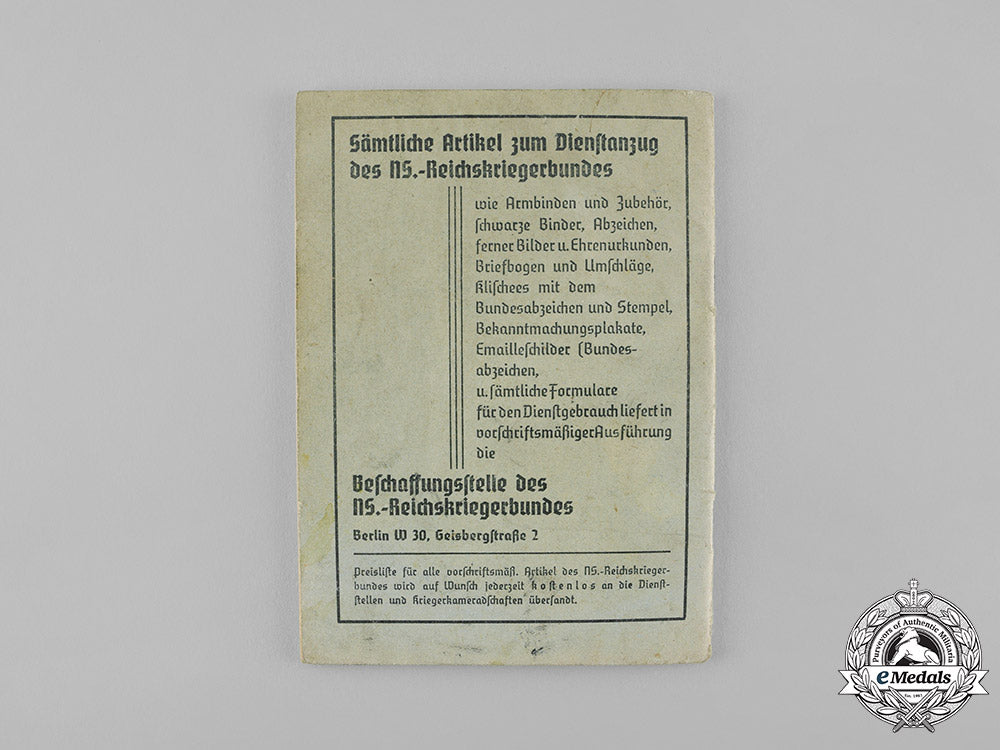 Sämtliche Artikel zum Dienſtanzug
des NS.-Reichskriegerbundes
wie Armbinden und Zubehör,
ſchwarze Binder, Abzeichen,
ferner Bilder u. Ehrenurkunden,
Briefbogen und Umſchläge,
Kliſchees mit dem
Bundesabzeichen und Stempel,
Bekanntmachungsplakate,
Emailleſchilder (Bundes-
abzeichen,
u. ſämtliche Formulare
für den Dienſtgebrauch liefert in
vorſchriftsmäßiger Ausführung
die
Beſchaffungsſtelle des
NS.-Reichskriegerbundes
Berlin W 30, Geisbergſtraße 2
Preisliſte für alle vorſchriftsmäß. Artikel des NS.-Reichskrieger-
bundes wird auf Wunſch jederzeit koſtenlos an die Dienſt-
ſtellen und Kriegerkameradſchaften überſandt.
Purveyors of Authentic Militaria
eMedals